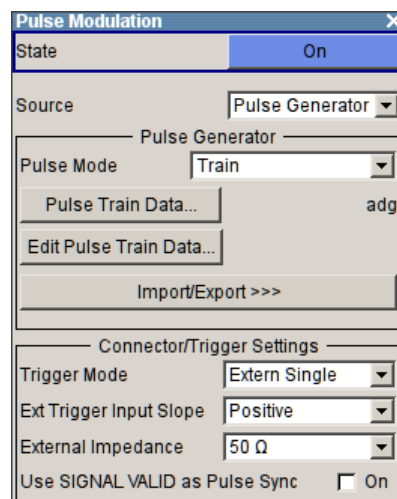 Pulse Modulation X
State On
Source Pulse Generator
Pulse Generator
Pulse Mode Train
Pulse Train Data... adg
Edit Pulse Train Data...
Import/Export >>>
Connector/Trigger Settings
Trigger Mode Extern Single
Ext Trigger Input Slope Positive
External Impedance 50 Ω
Use SIGNAL VALID as Pulse Sync On